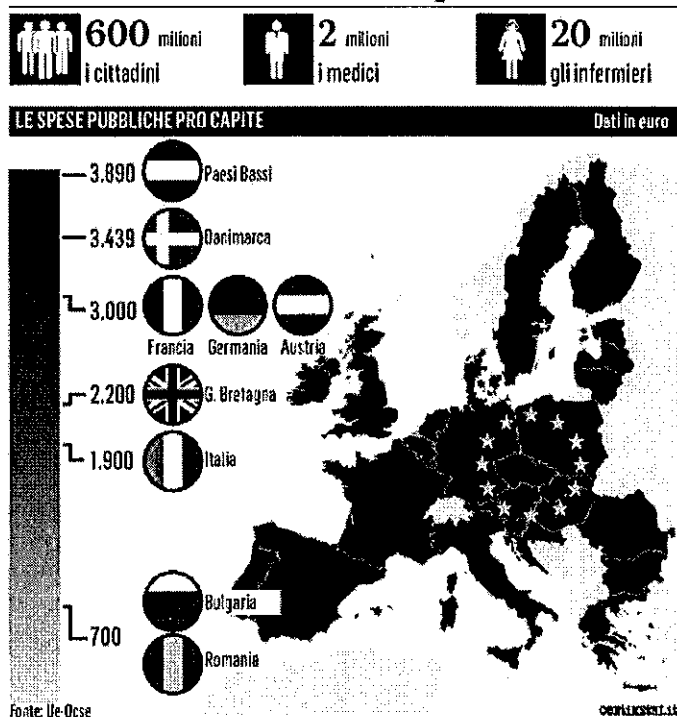 600 milioni
i cittadini
2 milioni
i medici
20 milioni
gli infermieri
LE SPESE PUBBLICHE PRO CAPITE
Dati in euro
3.890 Paesi Bassi
3.439 Danimarca
3.000
Francia Germania Austria
2.200 G. Bretagna
1.900 Italia
700
Bulgaria
Romania
Fonte: Ue-Ocse